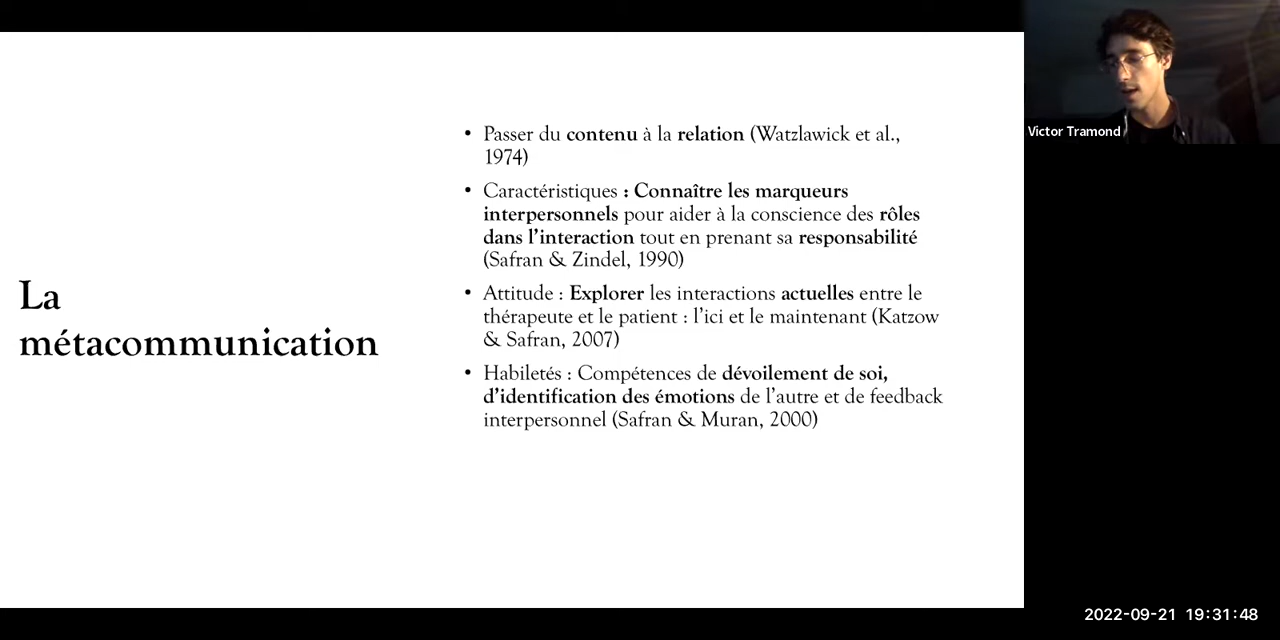 La
métacommunication
• Passer du contenu à la relation (Watzlawick et al.,
1974)
• Caractéristiques : Connaître les marqueurs
interpersonnels pour aider à la conscience des rôles
dans l'interaction tout en prenant sa responsabilité
(Safran & Zindel, 1990)
• Attitude : Explorer les interactions actuelles entre le
thérapeute et le patient : l'ici et le maintenant (Katzow
& Safran, 2007)
• Habiletés : Compétences de dévoilement de soi,
d'identification des émotions de l'autre et de feedback
interpersonnel (Safran & Muran, 2000)
Victor Tramond
2022-09-21 19:31:48